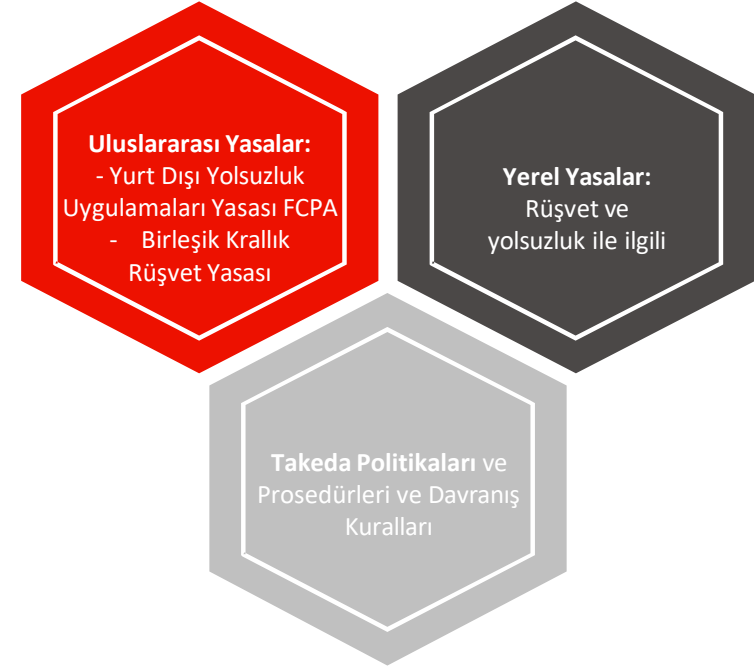 Uluslararası Yasalar:
- Yurt Dışı Yolsuzluk
Uygulamaları Yasası FCPA
- Birleşik Krallık
Rüşvet Yasası
Yerel Yasalar:
Rüşvet ve
yolsuzluk ile ilgili
Takeda Politikaları ve
Prosedürleri ve Davranış
Kuralları